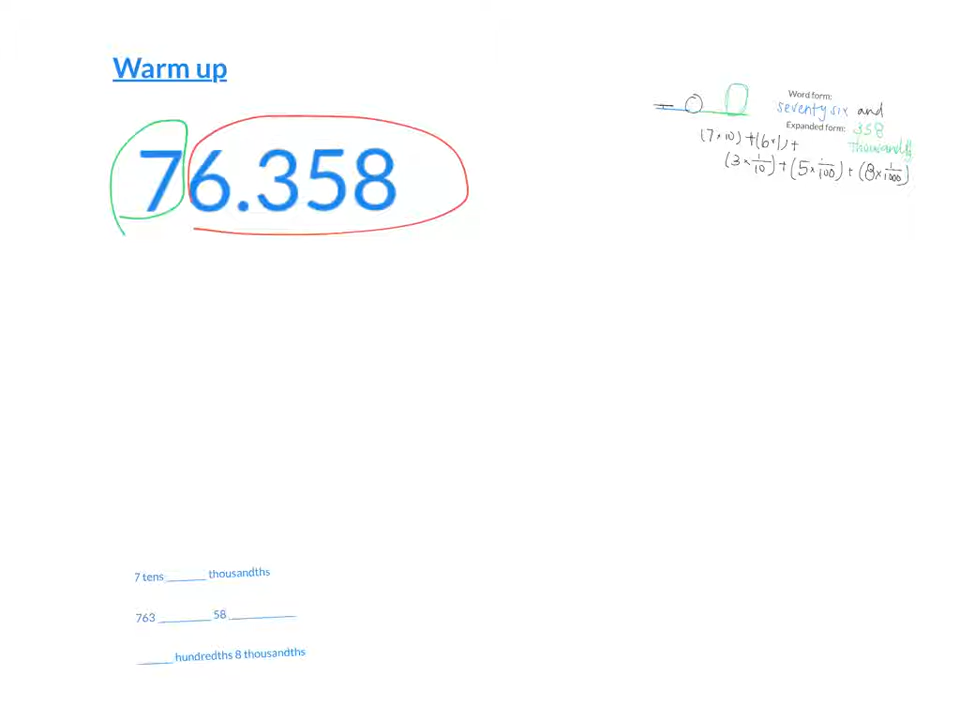 Warm up
76.358
Word form:
seventy six and
Expanded form: 358
thousandths
(7×10) + (6×1) +
(3 × 1/10) + (5 × 1/100) + (8 × 1/1000)
7 tens ______ thousandths
763 ________ 58 __________
_____ hundredths 8 thousandths